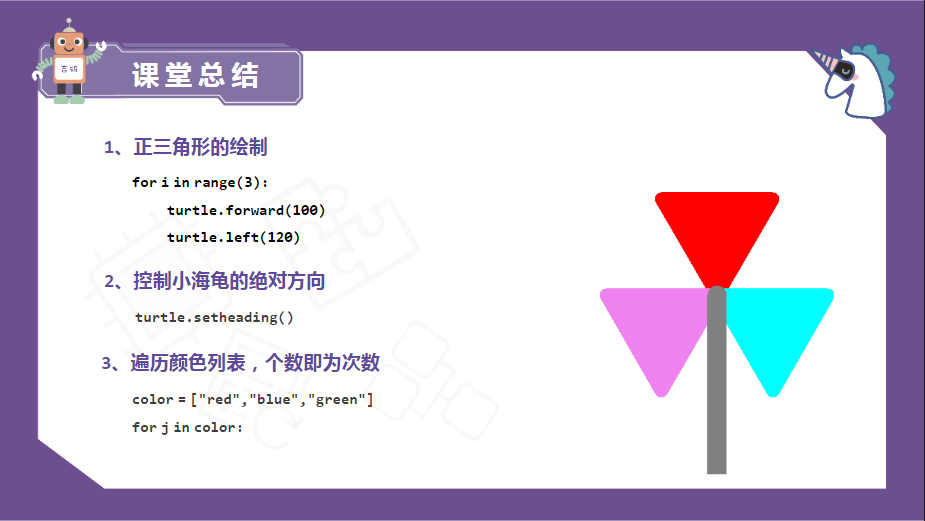 吉娲
课堂总结
1、正三角形的绘制
for i in range(3):
turtle.forward(100)
turtle.left(120)
2、控制小海龟的绝对方向
turtle.setheading()
3、遍历颜色列表，个数即为次数
color = ["red","blue","green"]
for j in color: